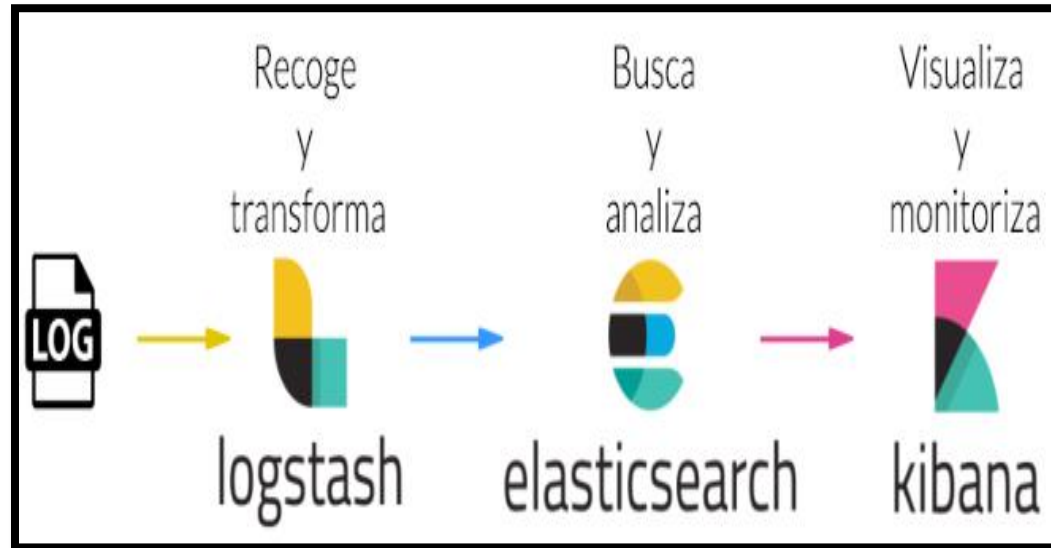 Recoge
y
transforma
Busca
y
analiza
Visualiza
y
monitoriza
LOG
logstash
elasticsearch
kibana